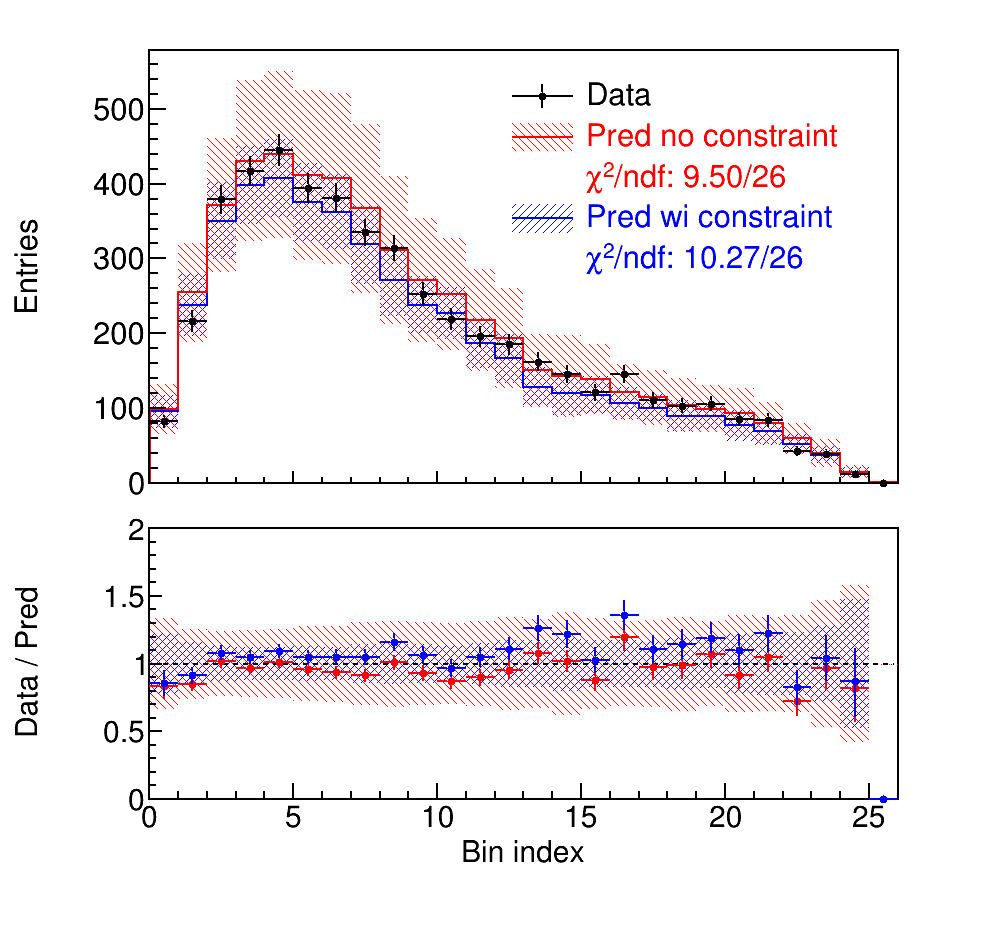 Entries
500
400
300
200
100
0
Data
Pred no constraint
χ²/ndf: 9.50/26
Pred wi constraint
χ²/ndf: 10.27/26
Data / Pred
2
1.5
1
0.5
0
0 5 10 15 20 25
Bin index